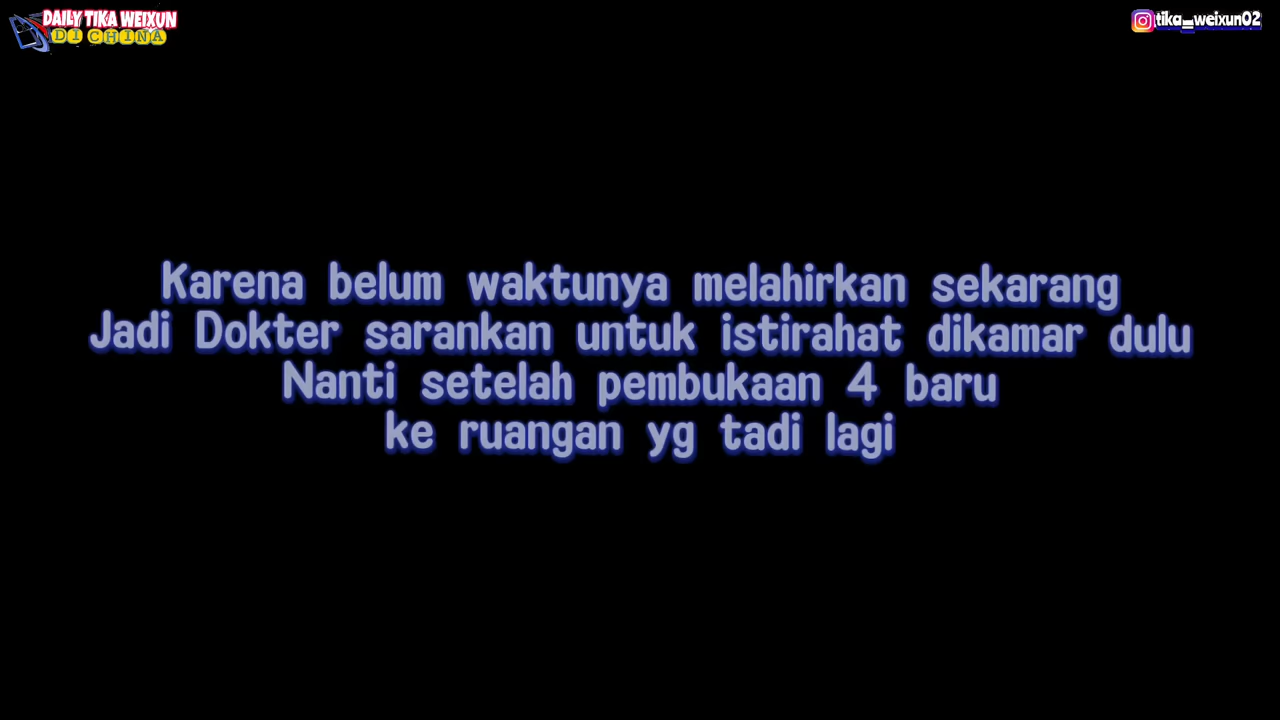 DAILY TIKA WEIXUN
DI CHINA
tika_weixun02
Karena belum waktunya melahirkan sekarang
Jadi Dokter sarankan untuk istirahat dikamar dulu
Nanti setelah pembukaan 4 baru
ke ruangan yg tadi lagi